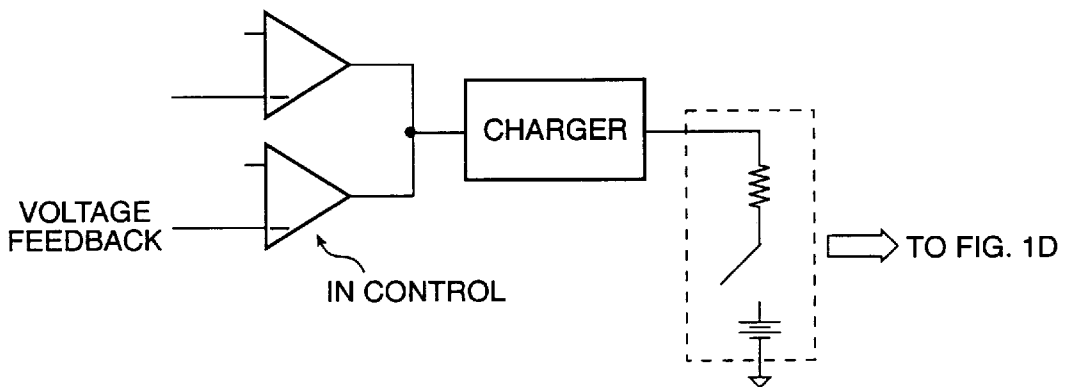 CHARGER
VOLTAGE
FEEDBACK
IN CONTROL
TO FIG. 1D